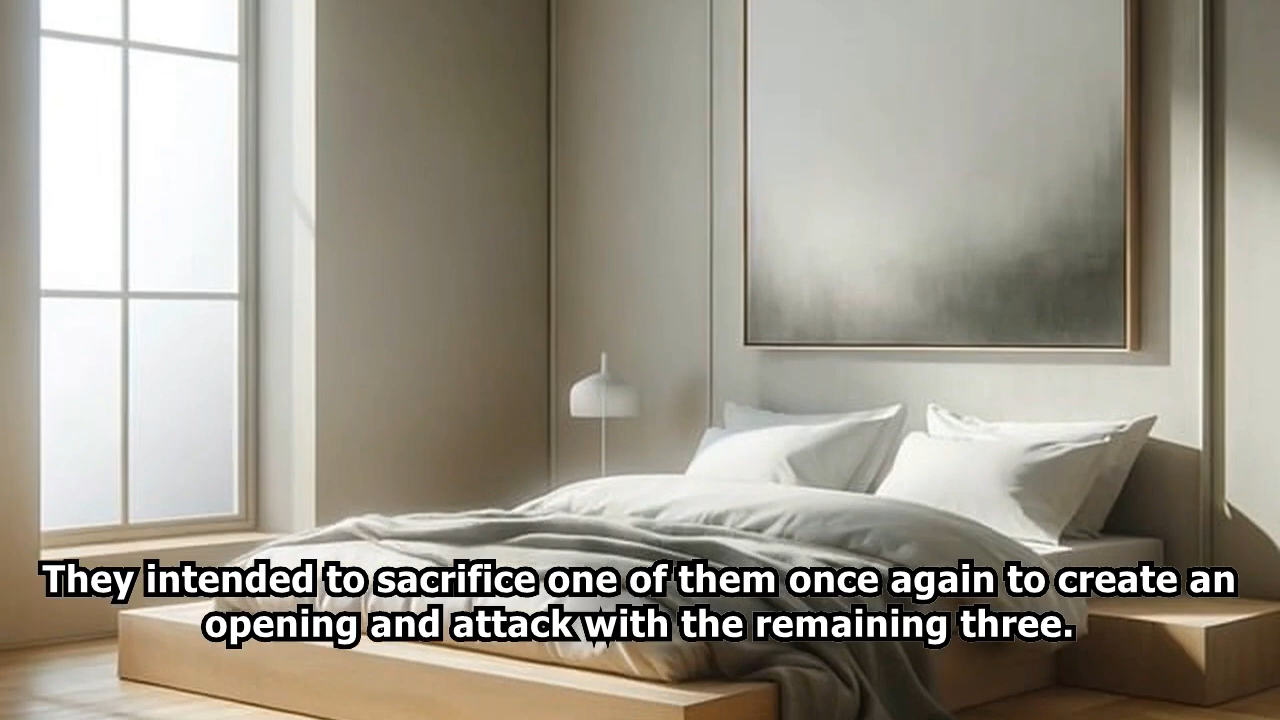 They intended to sacrifice one of them once again to create an
opening and attack with the remaining three.